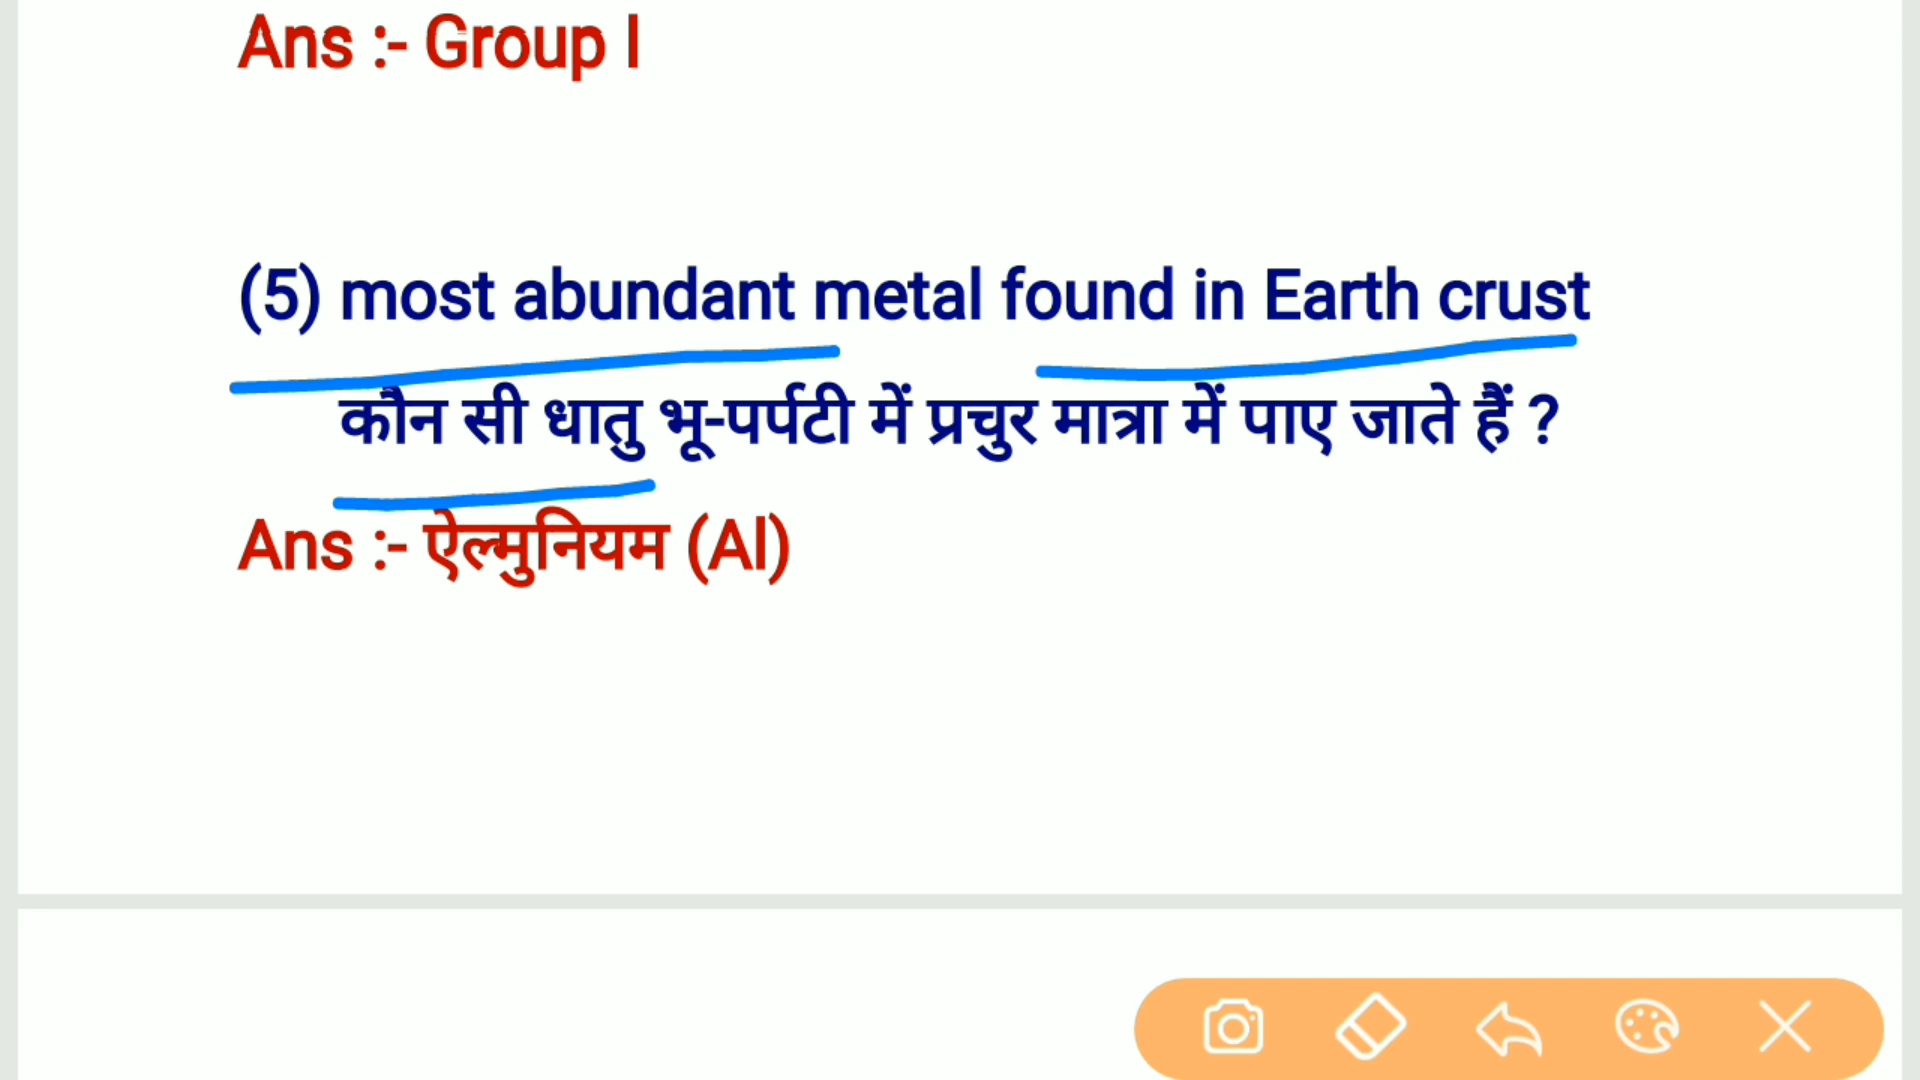 Ans :- Group I
(5) most abundant metal found in Earth crust
कौन सी धातु भू-पर्पटी में प्रचुर मात्रा में पाए जाते हैं ?
Ans :- ऐल्मुनियम (Al)